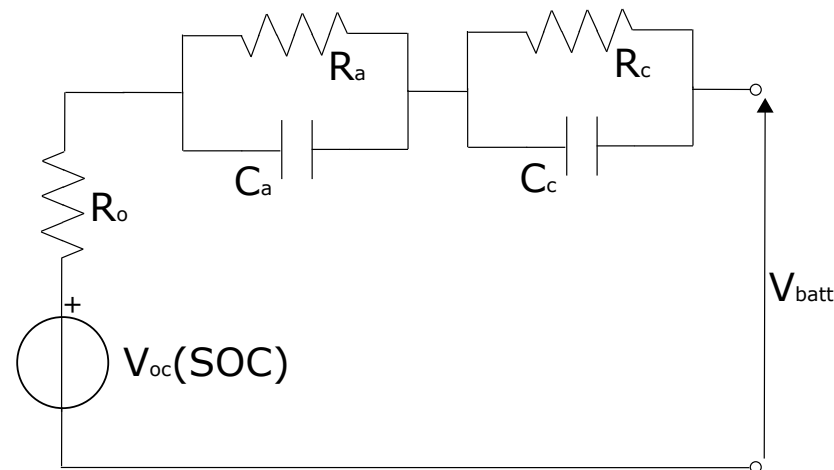 Ra
Rc
Ca
Cc
Ro
Vbatt
+
Voc(SOC)